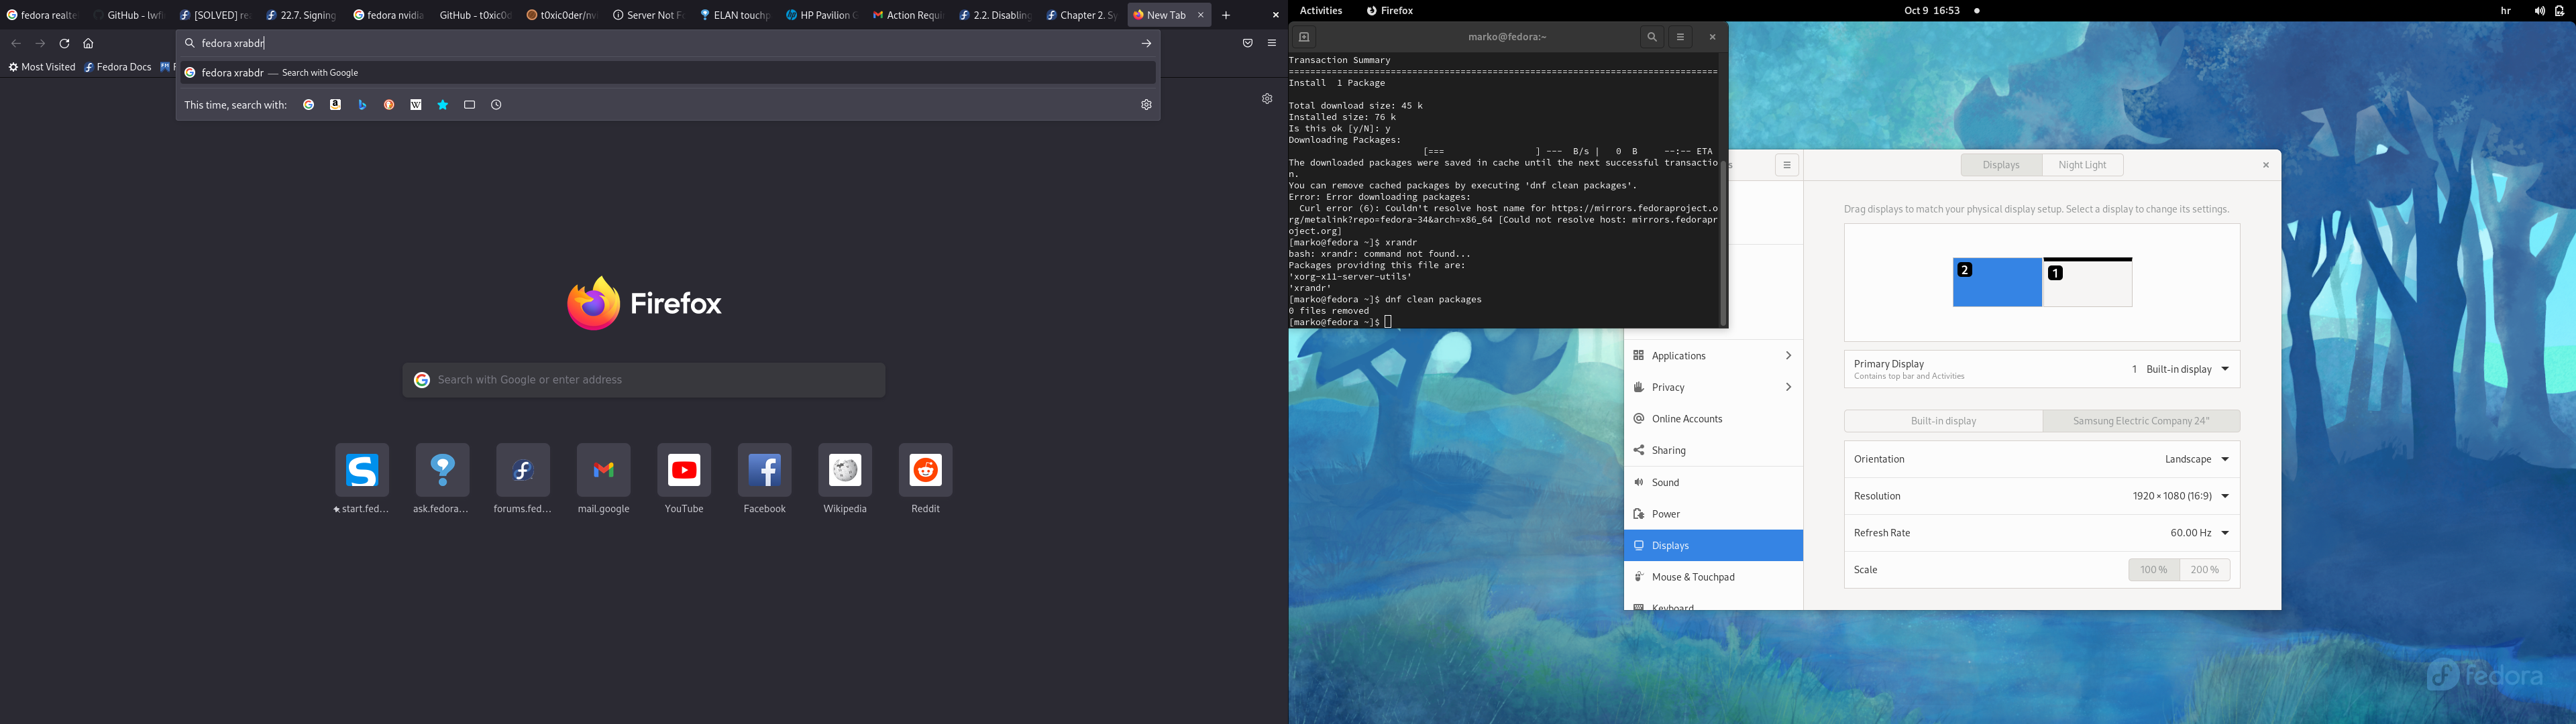 fedora realte
GitHub - lwfi
[SOLVED] re
22.7. Signing
fedora nvidia
GitHub - t0xic0d
t0xic0der/nvi
Server Not F
ELAN touchp
HP Pavilion G
Action Requi
2.2. Disabling
Chapter 2. Sy
New Tab
fedora xrabdr
Most Visited
Fedora Docs
F
fedora xrabdr — Search with Google
This time, search with:
Firefox
Search with Google or enter address
start.fed...
ask.fedora...
forums.fed...
mail.google
YouTube
Facebook
Wikipedia
Reddit
Activities
Firefox
Oct 9 16:53
hr
marko@fedora:~
Transaction Summary
================================================================================
Install  1 Package
Total download size: 45 k
Installed size: 76 k
Is this ok [y/N]: y
Downloading Packages:
[===                 ] ---  B/s |   0  B     --:-- ETA
The downloaded packages were saved in cache until the next successful transactio
n.
You can remove cached packages by executing 'dnf clean packages'.
Error: Error downloading packages:
Curl error (6): Couldn't resolve host name for https://mirrors.fedoraproject.o
rg/metalink?repo=fedora-34&arch=x86_64 [Could not resolve host: mirrors.fedorapr
oject.org]
[marko@fedora ~]$ xrandr
bash: xrandr: command not found...
Packages providing this file are:
'xorg-x11-server-utils'
'xrandr'
[marko@fedora ~]$ dnf clean packages
0 files removed
[marko@fedora ~]$
s
Displays
Night Light
Drag displays to match your physical display setup. Select a display to change its settings.
2
1
Primary Display
Contains top bar and Activities
1 Built-in display
Built-in display
Samsung Electric Company 24"
Orientation
Landscape
Resolution
1920 × 1080 (16:9)
Refresh Rate
60.00 Hz
Scale
100 %
200 %
Applications
Privacy
Online Accounts
Sharing
Sound
Power
Displays
Mouse & Touchpad
Keyboard
fedora